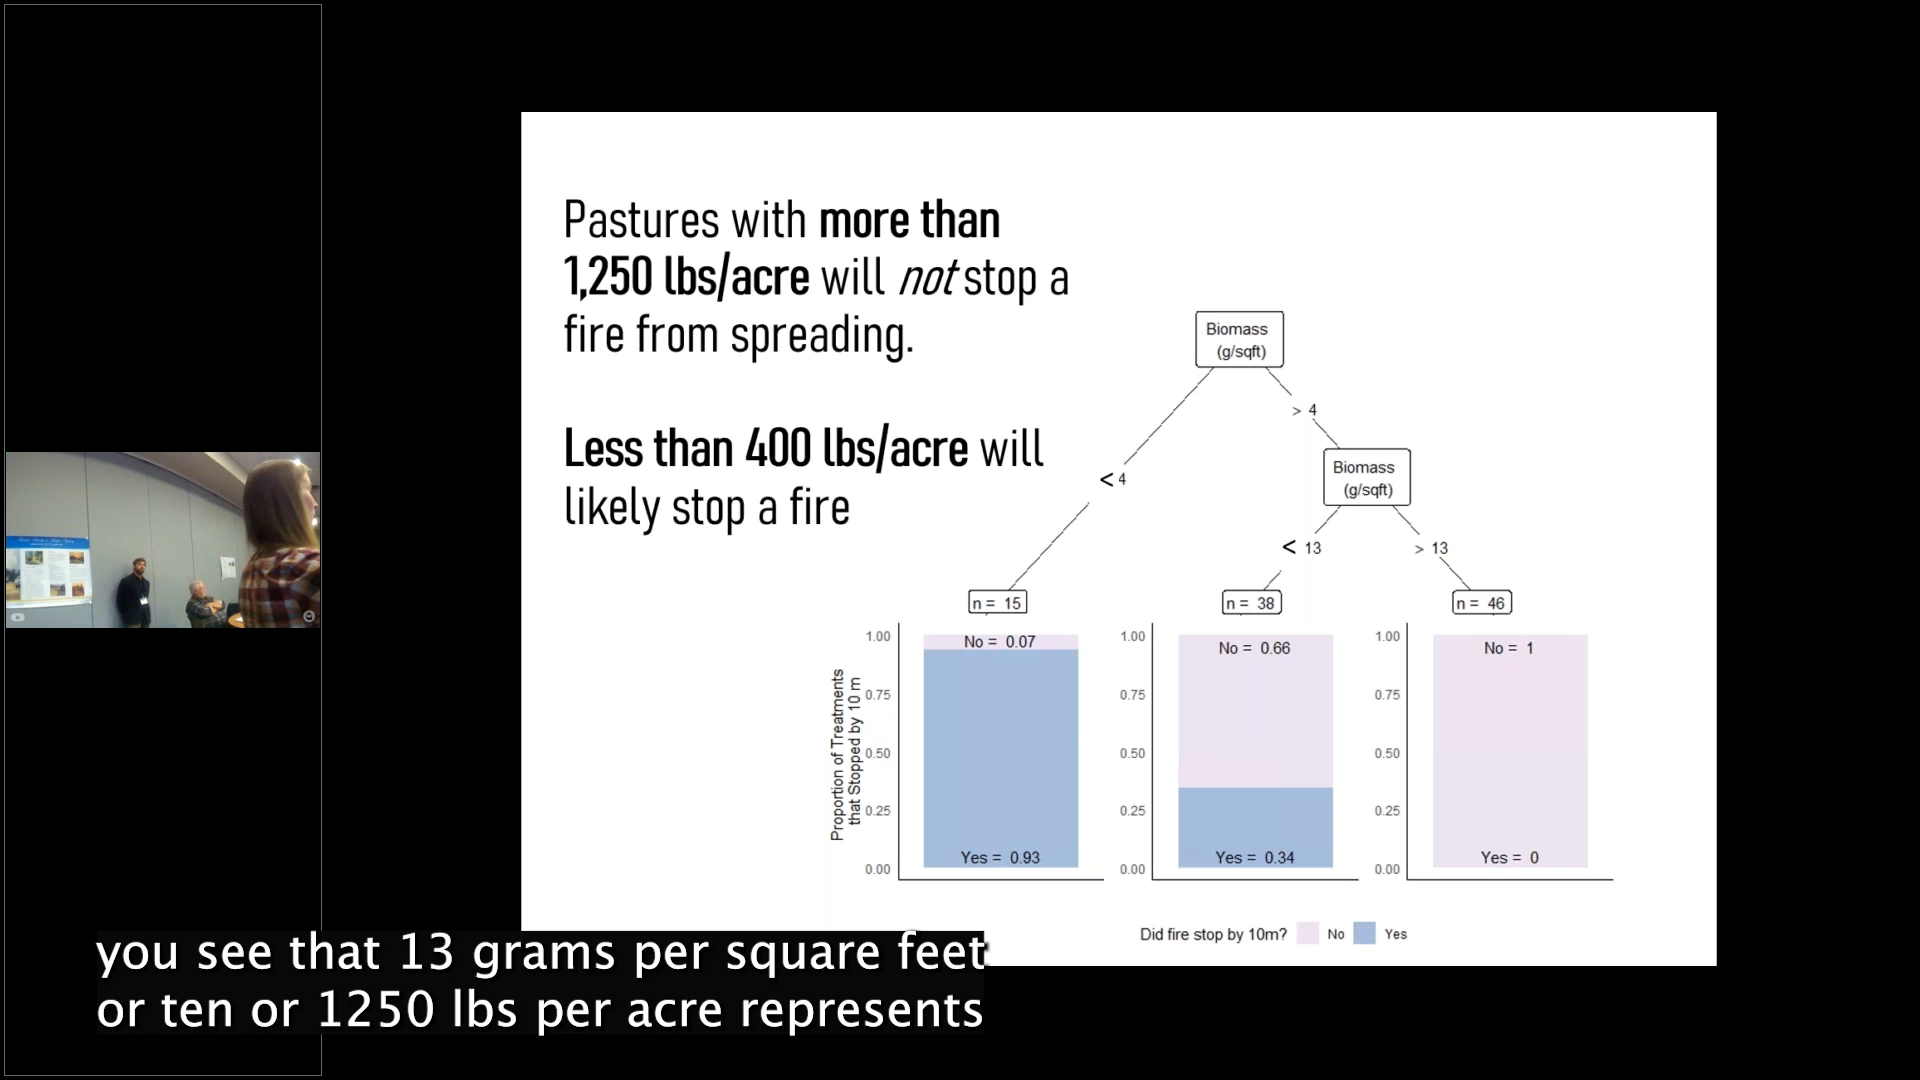 Pastures with more than
1,250 lbs/acre will not stop a
fire from spreading.
Less than 400 lbs/acre will
likely stop a fire
Biomass
(g/sqft)
> 4
Biomass
(g/sqft)
< 4
< 13
> 13
n = 15
n = 38
n = 46
Proportion of Treatments
that Stopped by 10 m
1.00
0.75
0.50
0.25
0.00
No = 0.07
Yes = 0.93
1.00
0.75
0.50
0.25
0.00
No = 0.66
Yes = 0.34
1.00
0.75
0.50
0.25
0.00
No = 1
Yes = 0
Did fire stop by 10m? No Yes
you see that 13 grams per square feet
or ten or 1250 lbs per acre represents